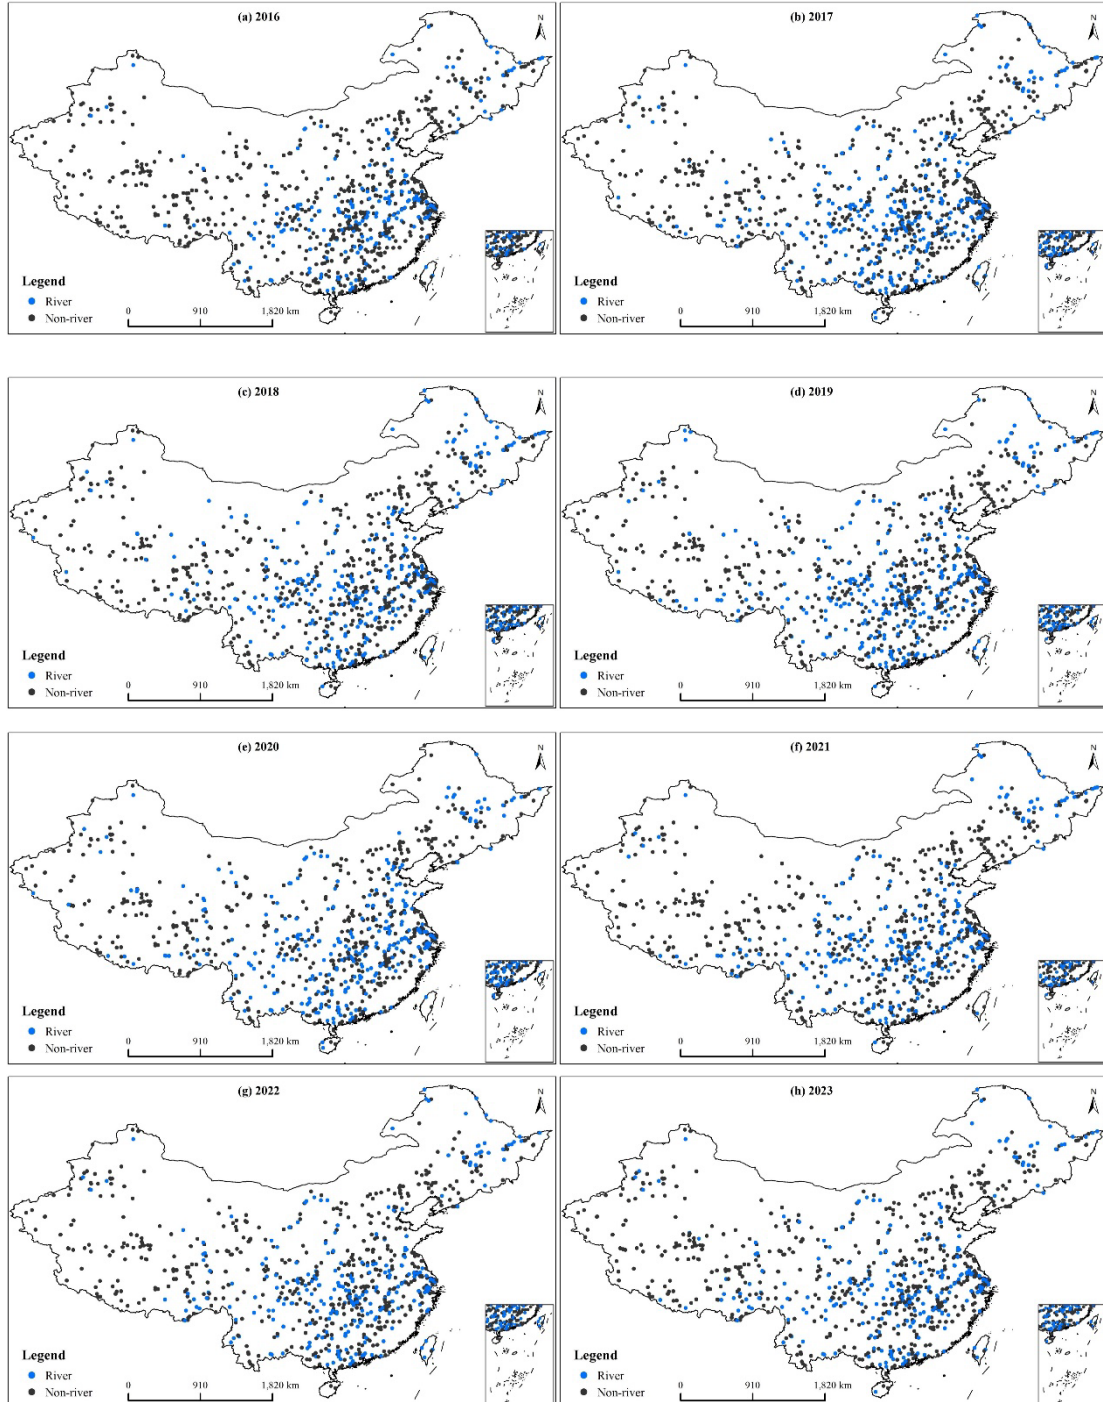 (a) 2016
N
Legend
River
Non-river
0 910 1,820 km
(b) 2017
N
Legend
River
Non-river
0 910 1,820 km
(c) 2018
N
Legend
River
Non-river
0 910 1,820 km
(d) 2019
N
Legend
River
Non-river
0 910 1,820 km
(e) 2020
N
Legend
River
Non-river
0 910 1,820 km
(f) 2021
N
Legend
River
Non-river
0 910 1,820 km
(g) 2022
N
Legend
River
Non-river
0 910 1,820 km
(h) 2023
N
Legend
River
Non-river
0 910 1,820 km